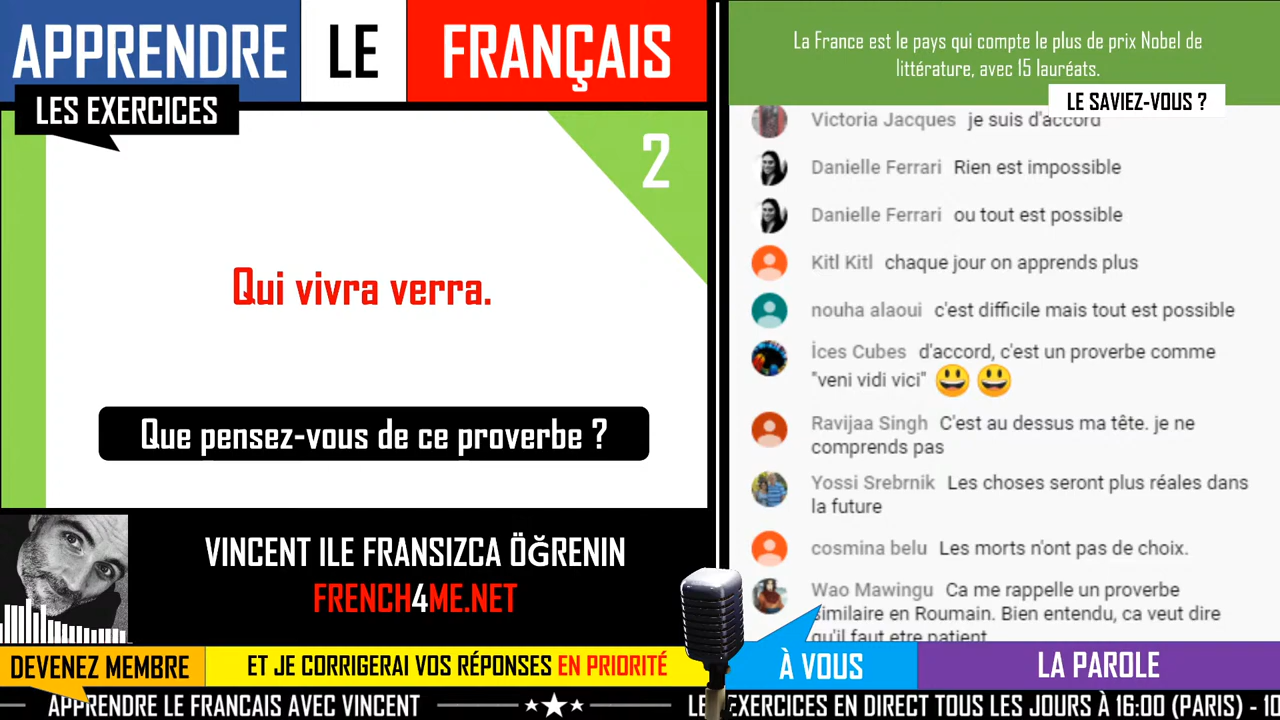 APPRENDRE LE FRANÇAIS
LES EXERCICES
2
Qui vivra verra.
Que pensez-vous de ce proverbe ?
VINCENT ILE FRANSIZCA ÖĞRENIN
FRENCH4ME.NET
DEVENEZ MEMBRE
ET JE CORRIGERAI VOS RÉPONSES EN PRIORITÉ
La France est le pays qui compte le plus de prix Nobel de
littérature, avec 15 lauréats.
LE SAVIEZ-VOUS ?
Victoria Jacques je suis d'accord
Danielle Ferrari Rien est impossible
Danielle Ferrari ou tout est possible
Kitl Kitl chaque jour on apprends plus
nouha alaoui c'est difficile mais tout est possible
İces Cubes d'accord, c'est un proverbe comme
"veni vidi vici"
Ravijaa Singh C'est au dessus ma tête. je ne
comprends pas
Yossi Srebrnik Les choses seront plus réales dans
la future
cosmina belu Les morts n'ont pas de choix.
Wao Mawingu Ca me rappelle un proverbe
similaire en Roumain. Bien entendu, ca veut dire
qu'il faut etre patient
À VOUS
LA PAROLE
APPRENDRE LE FRANCAIS AVEC VINCENT
LES EXERCICES EN DIRECT TOUS LES JOURS À 16:00 (PARIS) - 10